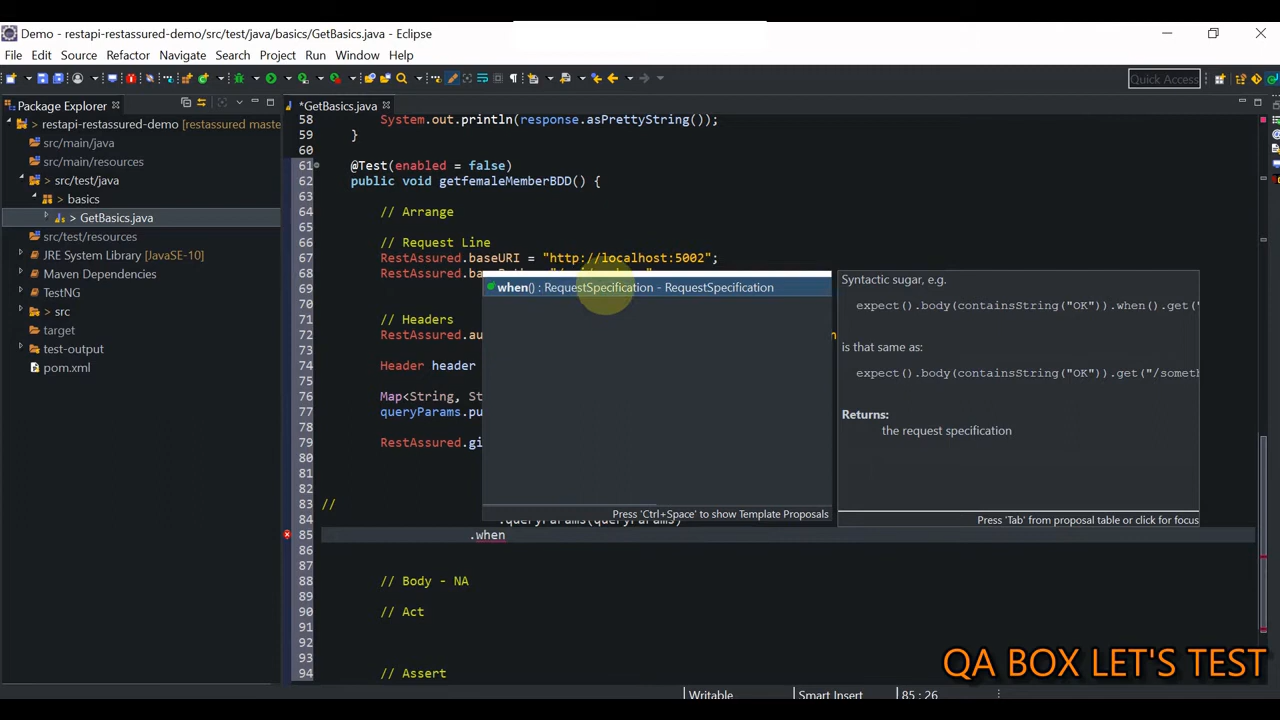 Demo - restapi-restassured-demo/src/test/java/basics/GetBasics.java - Eclipse
File Edit Source Refactor Navigate Search Project Run Window Help
Quick Access
Package Explorer
*GetBasics.java
restapi-restassured-demo [restassured mast
src/main/java
src/main/resources
src/test/java
basics
> GetBasics.java
src/test/resources
JRE System Library [JavaSE-10]
Maven Dependencies
TestNG
> src
target
test-output
pom.xml
58 System.out.println(response.asPrettyString());
59 }
60
61 @Test(enabled = false)
62 public void getfemaleMemberBDD() {
63
64 // Arrange
65
66 // Request Line
67 RestAssured.baseURI = "http://localhost:5002";
68 RestAssured.ba
69
70
71 // Headers
72 RestAssured.au
73
74 Header header
75
76 Map<String, St
77 queryParams.pu
78
79 RestAssured.gi
80
81
82
83 //
84 .queryParams(queryParams)
85 .when
86
87
88 // Body - NA
89
90 // Act
91
92
93
94 // Assert
when() : RequestSpecification - RequestSpecification
Press 'Ctrl+Space' to show Template Proposals
Syntactic sugar, e.g.
expect().body(containsString("OK")).when().get("
is that same as:
expect().body(containsString("OK")).get("/someth
Returns:
the request specification
Press 'Tab' from proposal table or click for focus
QA BOX LET'S TEST
Writable Smart Insert 85 : 26